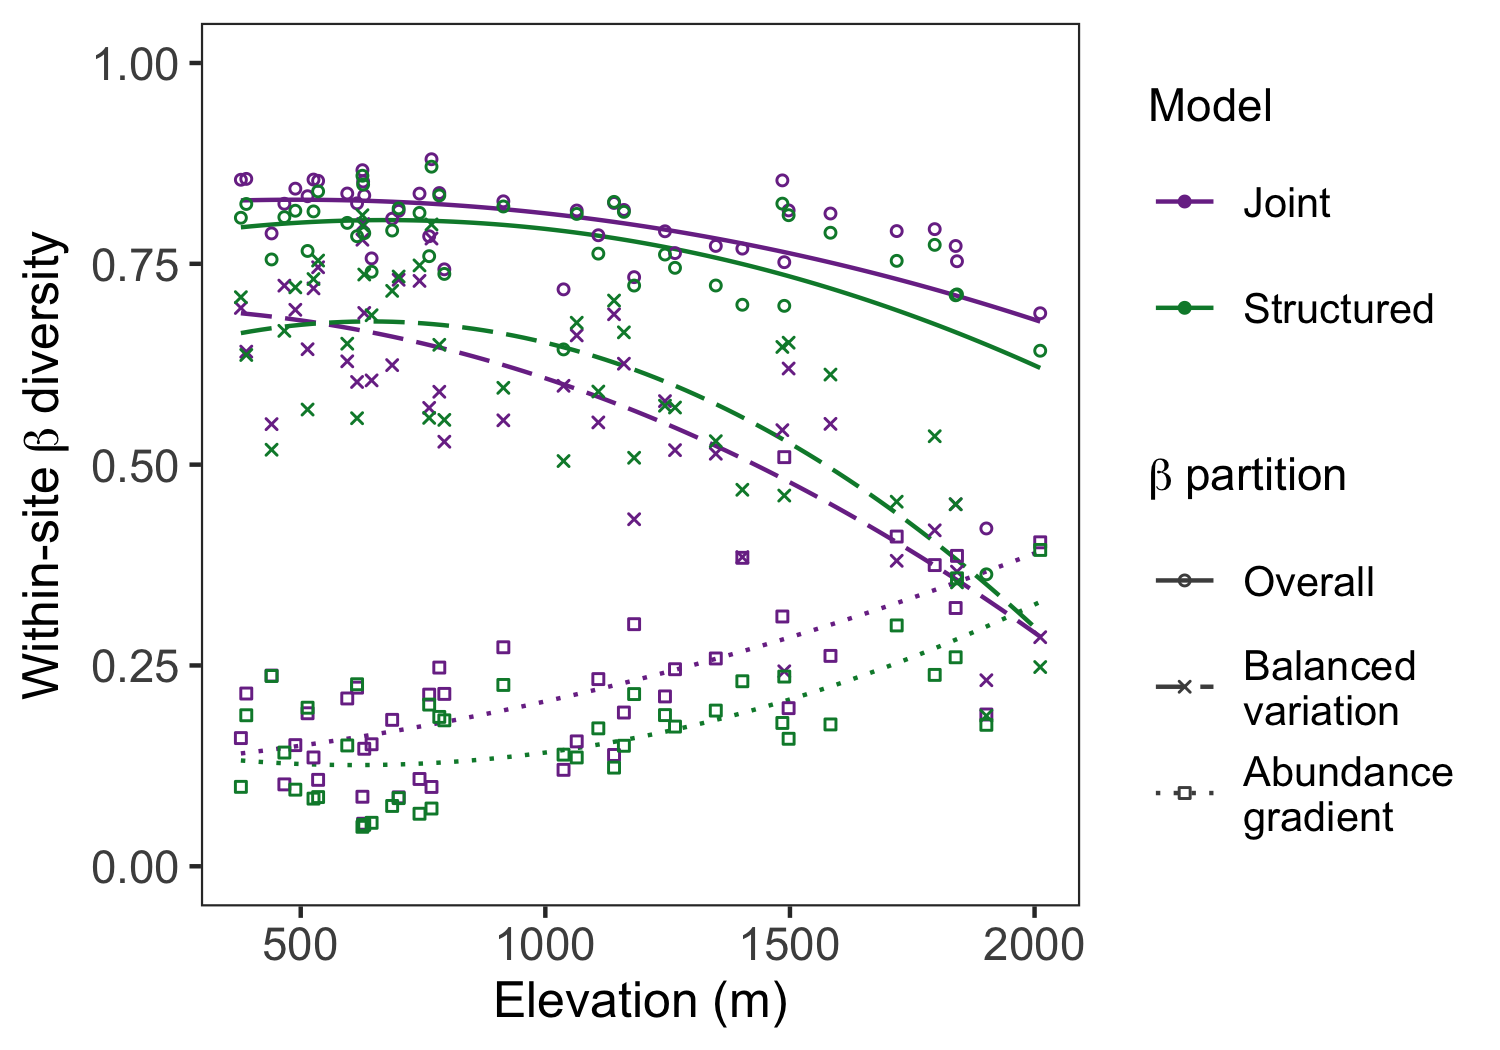 1.00
0.75
0.50
0.25
0.00
Within-site β diversity
500
1000
1500
2000
Elevation (m)
Model
Joint
Structured
β partition
Overall
Balanced
variation
Abundance
gradient